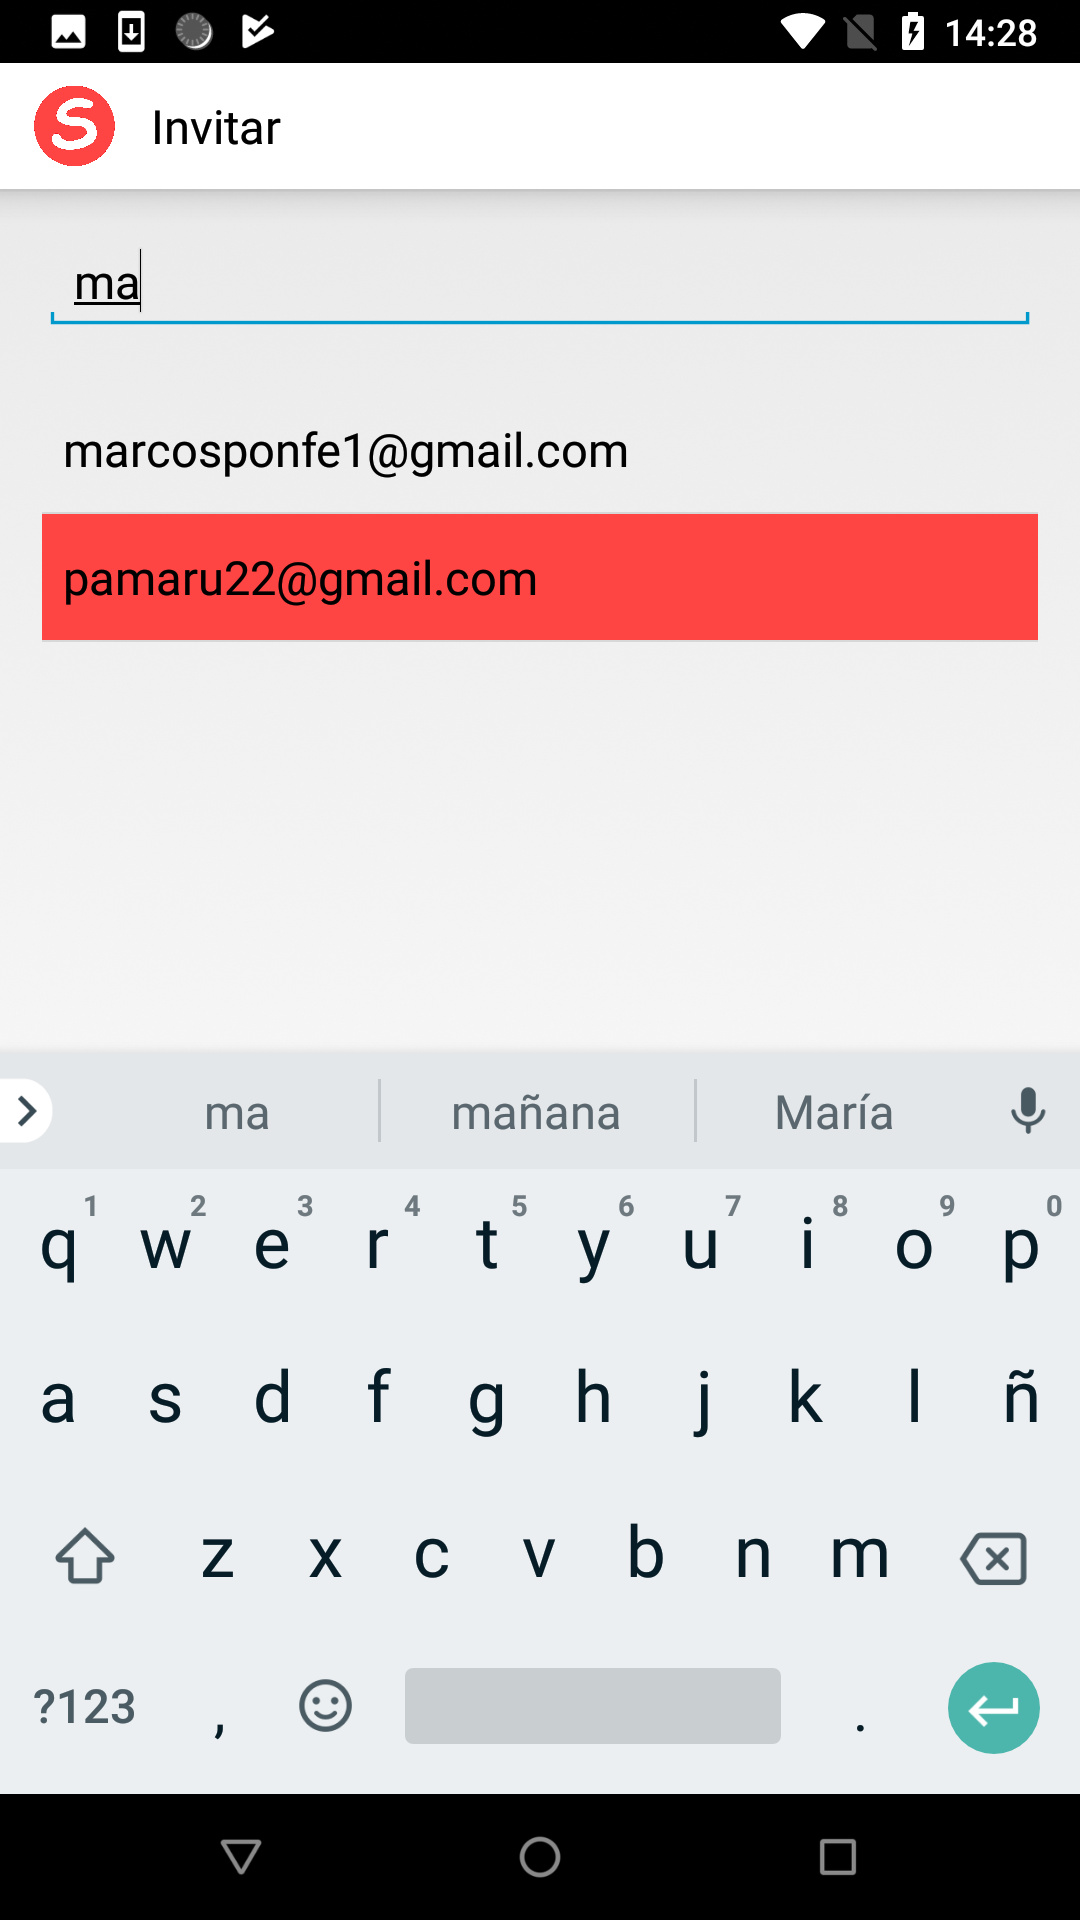 14:28
S Invitar
ma
marcosponfe1@gmail.com
pamaru22@gmail.com
ma mañana María
1 2 3 4 5 6 7 8 9 0
q w e r t y u i o p
a s d f g h j k l ñ
z x c v b n m
?123 , .